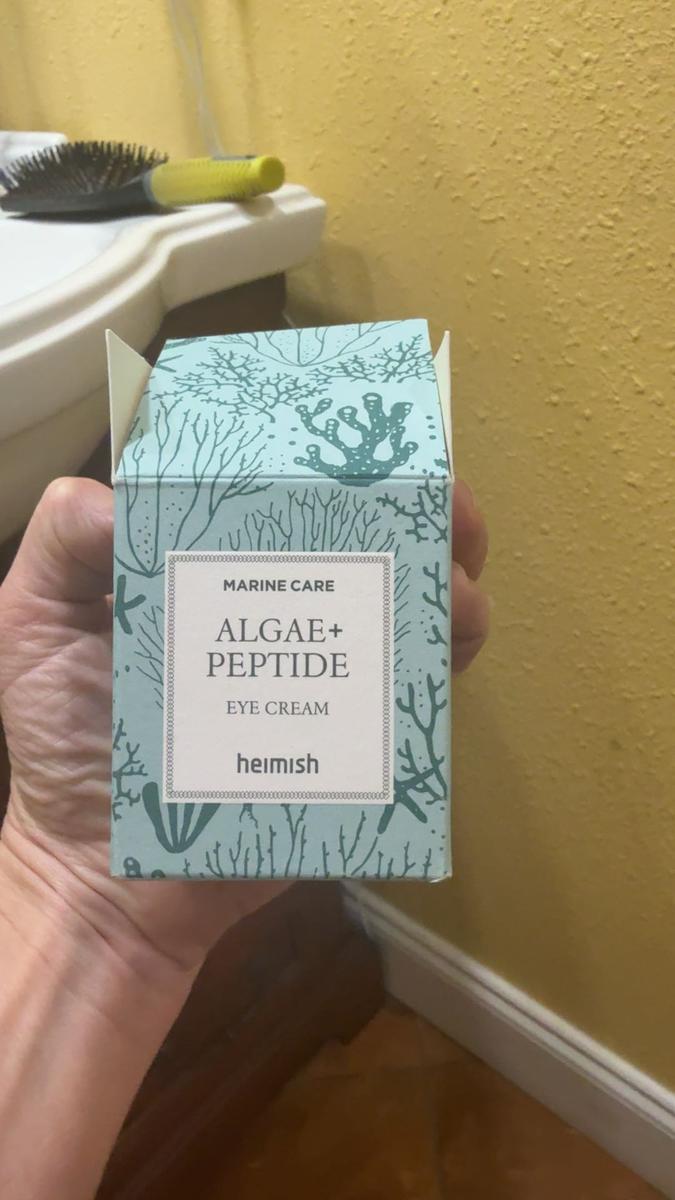 MARINE CARE
ALGAE+
PEPTIDE
EYE CREAM
heimish